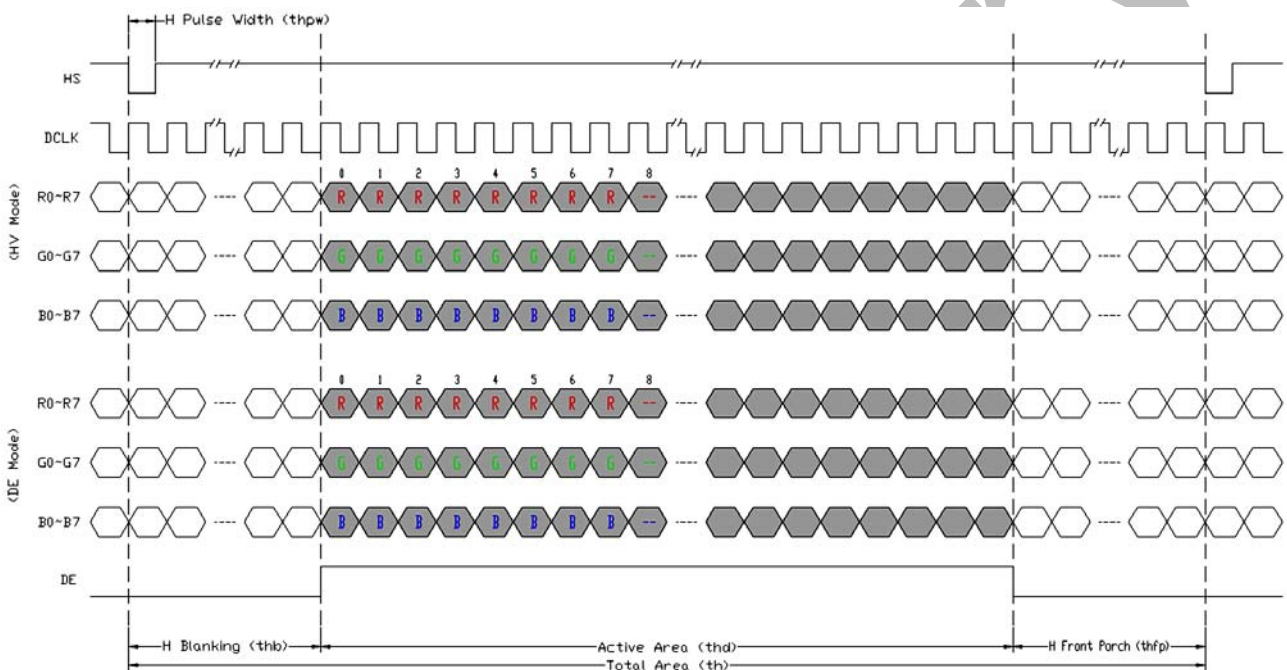 H Pulse Width (thpw)
HS
DCLK
(HV Mode)
0 1 2 3 4 5 6 7 8
R0~R7 R R R R R R R R --
G0~G7 G G G G G G G G --
B0~B7 B B B B B B B B --
(DE Mode)
0 1 2 3 4 5 6 7 8
R0~R7 R R R R R R R R --
G0~G7 G G G G G G G G --
B0~B7 B B B B B B B B --
DE
H Blanking (thb) Active Area (thd) H Front Porch (thfp)
Total Area (th)